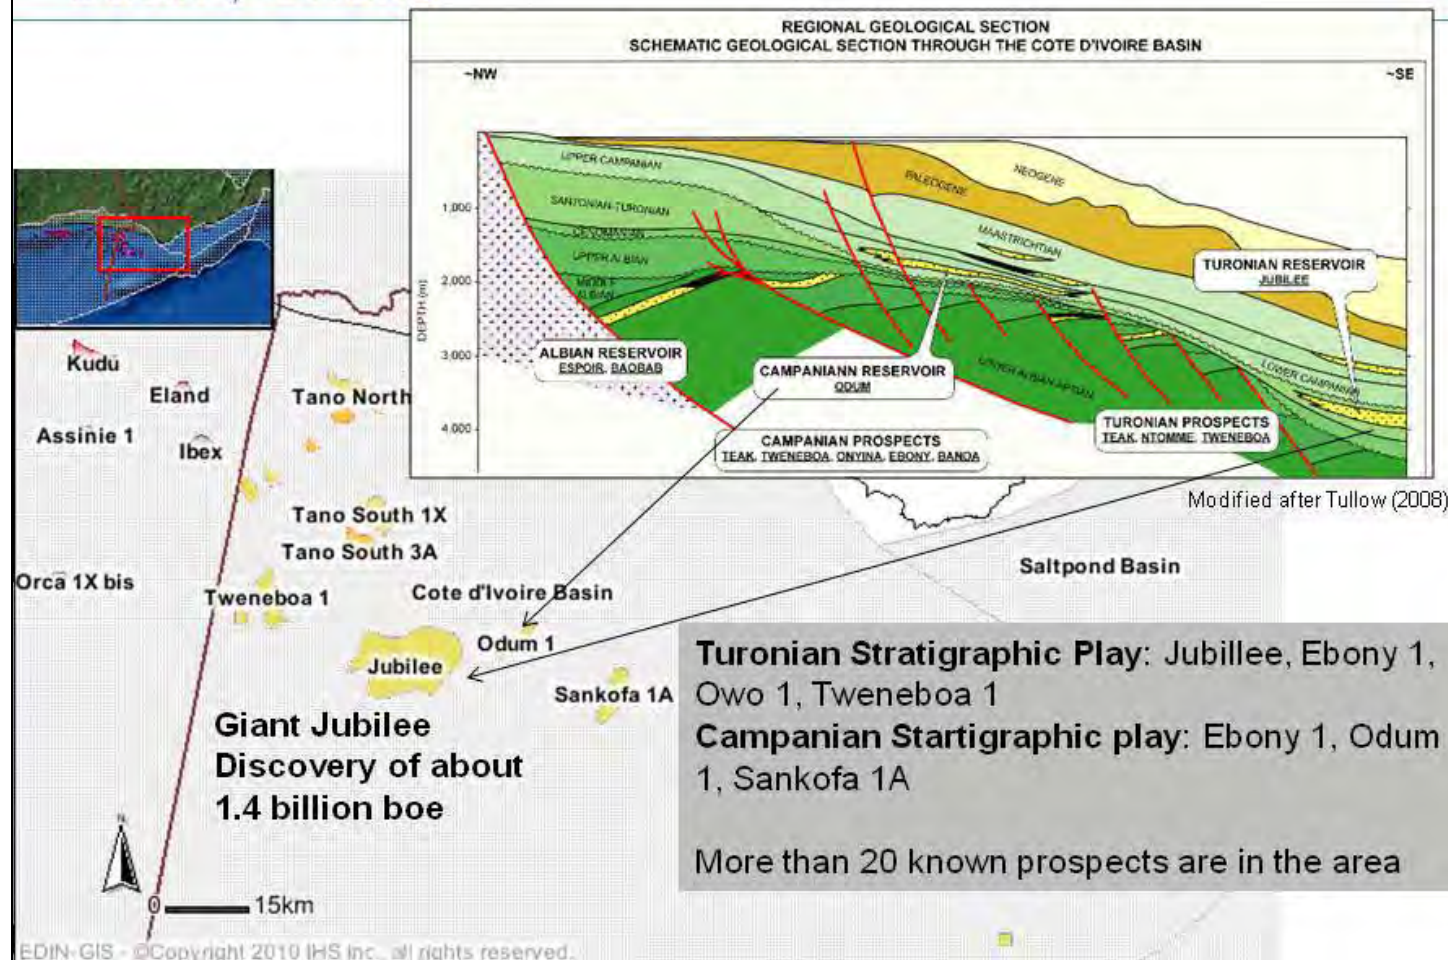 REGIONAL GEOLOGICAL SECTION
SCHEMATIC GEOLOGICAL SECTION THROUGH THE COTE D'IVOIRE BASIN
~NW
~SE
UPPER CAMPANIAN
SANTONIAN-TURONIAN
CENOMANIAN
UPPER ALBIAN
MIDDLE
ALBIAN
PALEOGENE
NEOGENE
MAASTRICHTIAN
LOWER CAMPANIAN
UPPER ALBIAN-APTIAN
DEPTH (m)
1,000
2,000
3,000
4,000
TURONIAN RESERVOIR
JUBILEE
ALBIAN RESERVOIR
ESPOIR, BAOBAB
CAMPANIANN RESERVOIR
ODUM
CAMPANIAN PROSPECTS
TEAK, TWENEBOA, ONYINA, EBONY, BANDA
TURONIAN PROSPECTS
TEAK, NTOMME, TWENEBOA
Modified after Tullow (2008)
Kudu
Eland
Tano North
Assinie 1
Ibex
Tano South 1X
Tano South 3A
Orca 1X bis
Tweneboa 1
Cote d'Ivoire Basin
Saltpond Basin
Odum 1
Jubilee
Sankofa 1A
Giant Jubilee
Discovery of about
1.4 billion boe
Turonian Stratigraphic Play: Jubillee, Ebony 1,
Owo 1, Tweneboa 1
Campanian Startigraphic play: Ebony 1, Odum
1, Sankofa 1A
More than 20 known prospects are in the area
N
0 15km
EDIN-GIS - ©Copyright 2010 IHS Inc., all rights reserved.